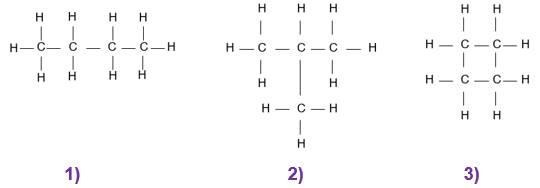 H H H H
H — C — C — C — C — H
H H H H
H H H
H — C — C — C — H
H H
H — C — H
H
H H
H — C — C — H
H — C — C — H
H H
1) 2) 3)